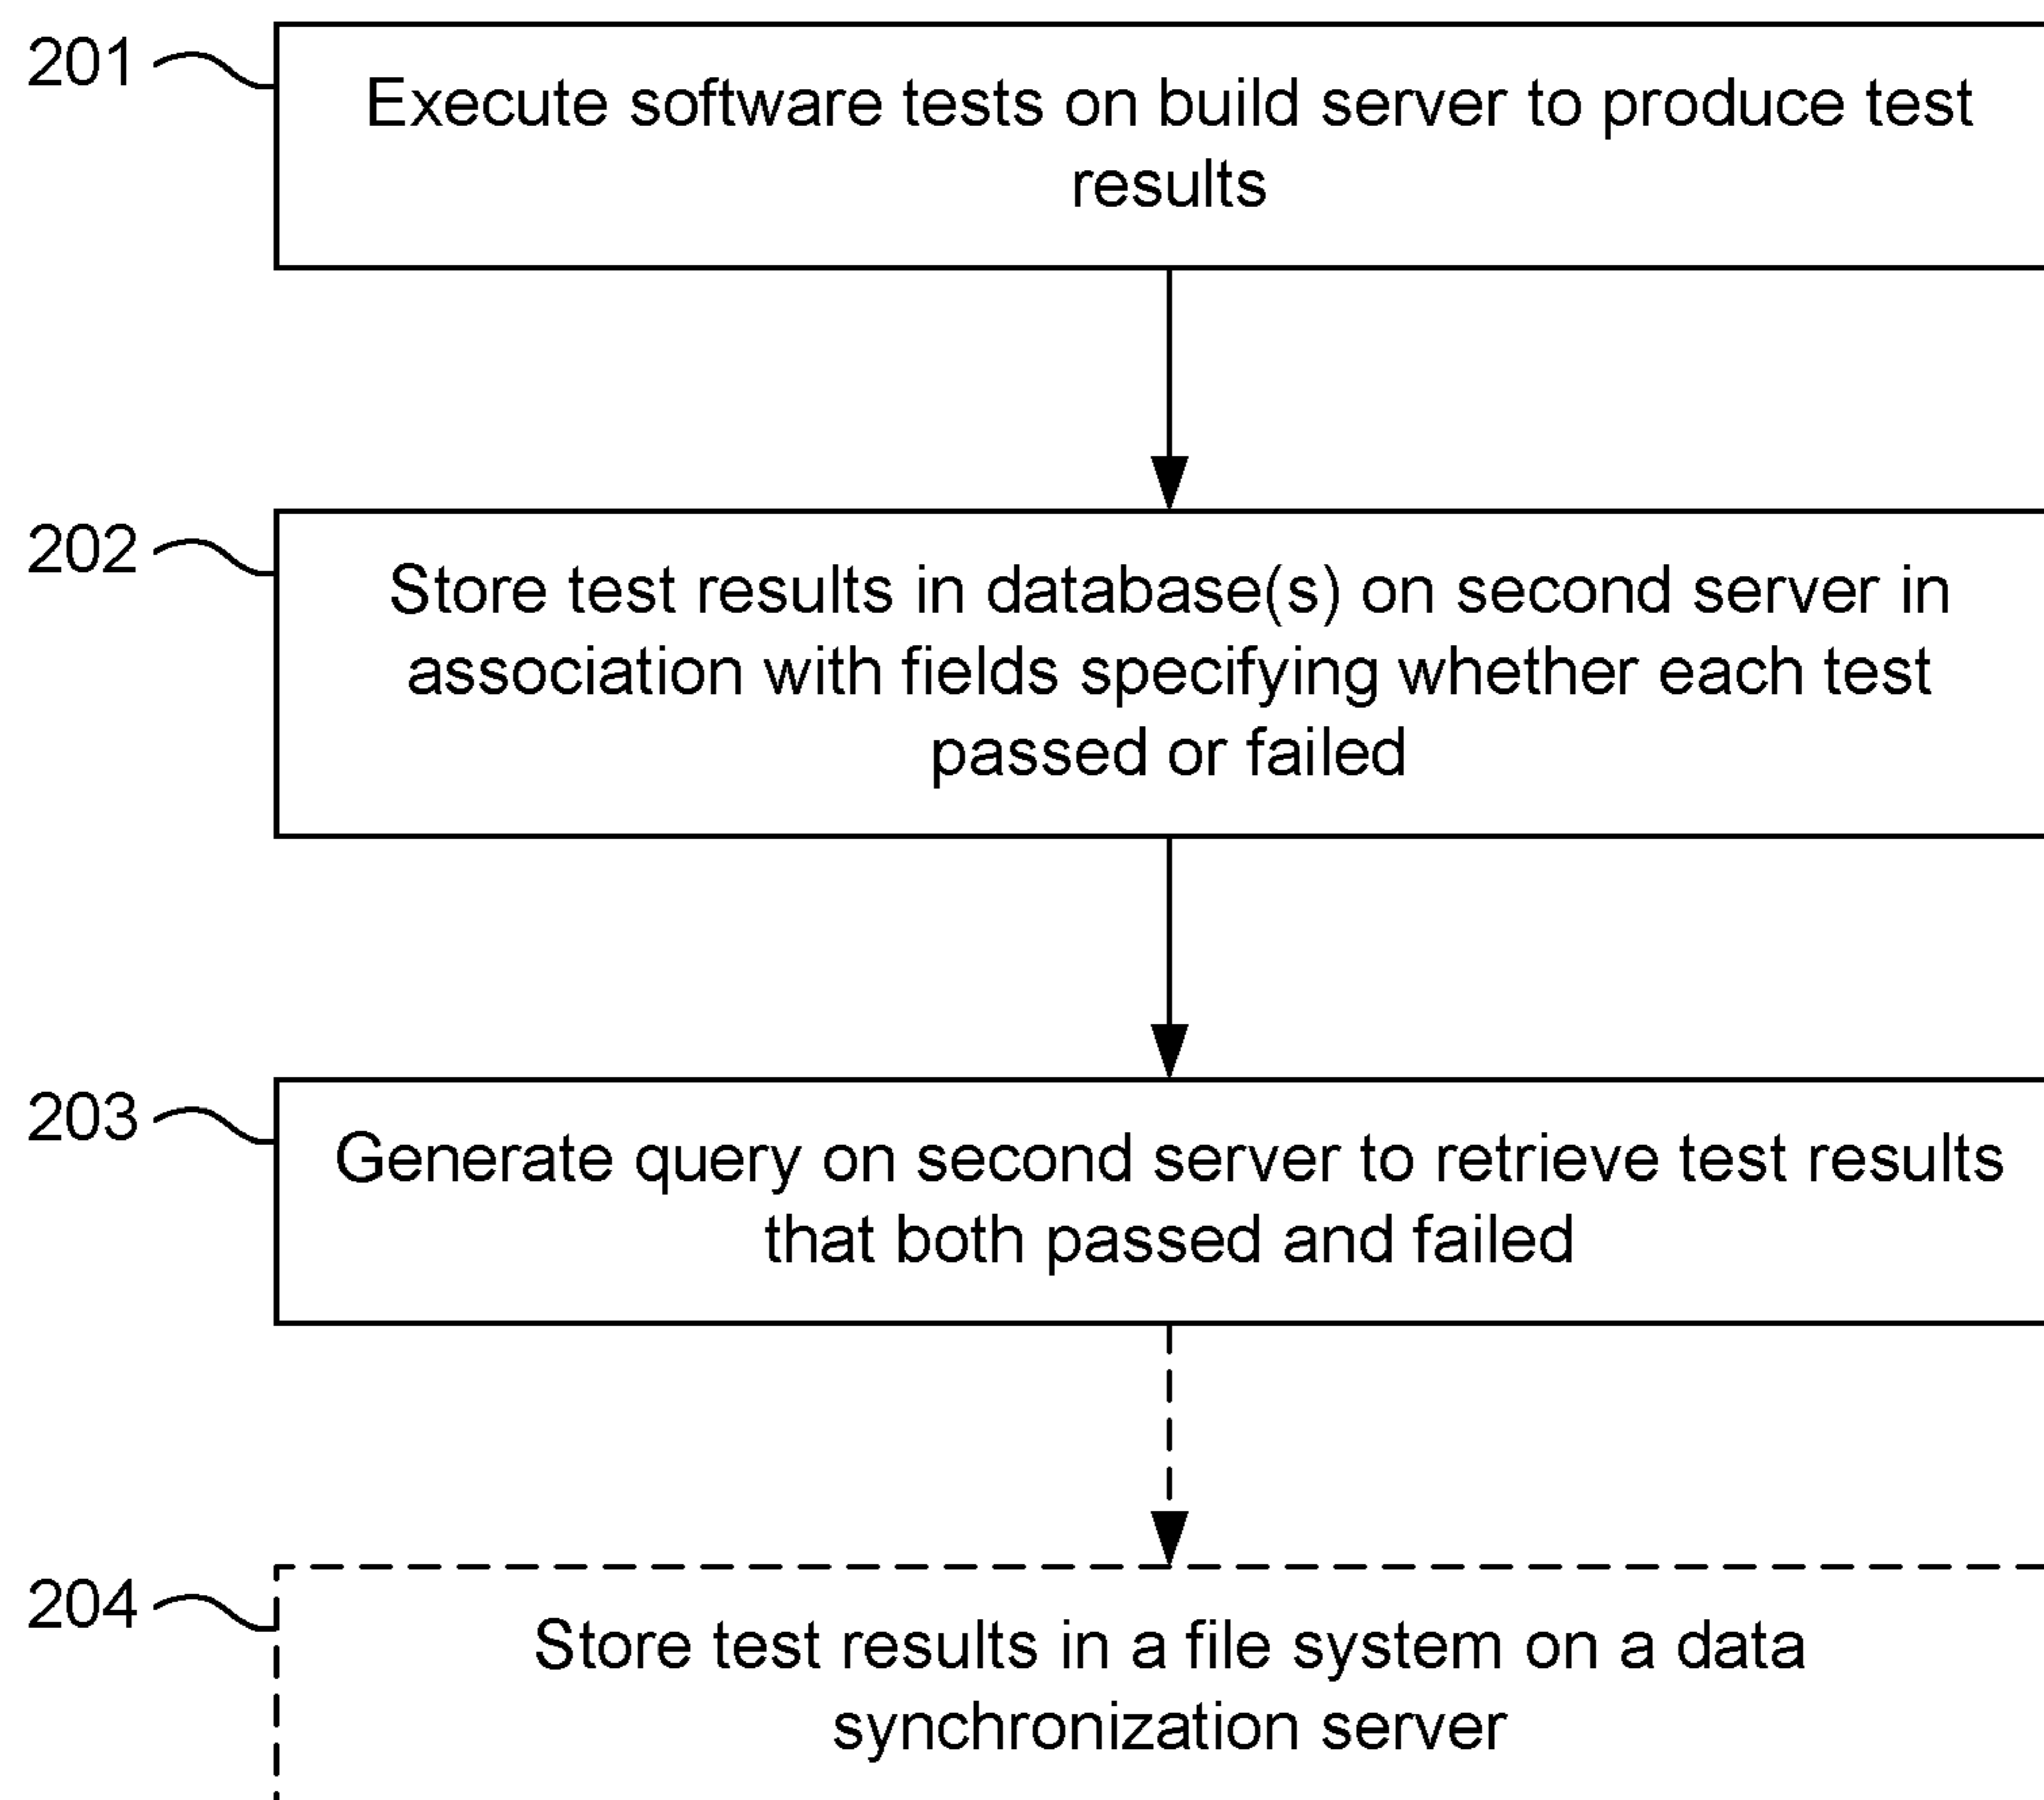 201
Execute software tests on build server to produce test
results
202
Store test results in database(s) on second server in
association with fields specifying whether each test
passed or failed
203
Generate query on second server to retrieve test results
that both passed and failed
204
Store test results in a file system on a data
synchronization server